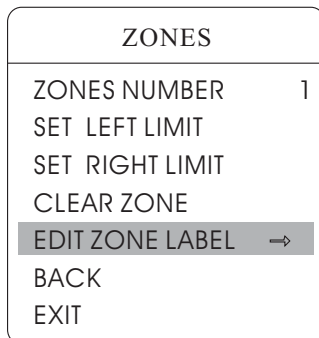 ZONES
ZONES NUMBER 1
SET LEFT LIMIT
SET RIGHT LIMIT
CLEAR ZONE
EDIT ZONE LABEL ⇒
BACK
EXIT